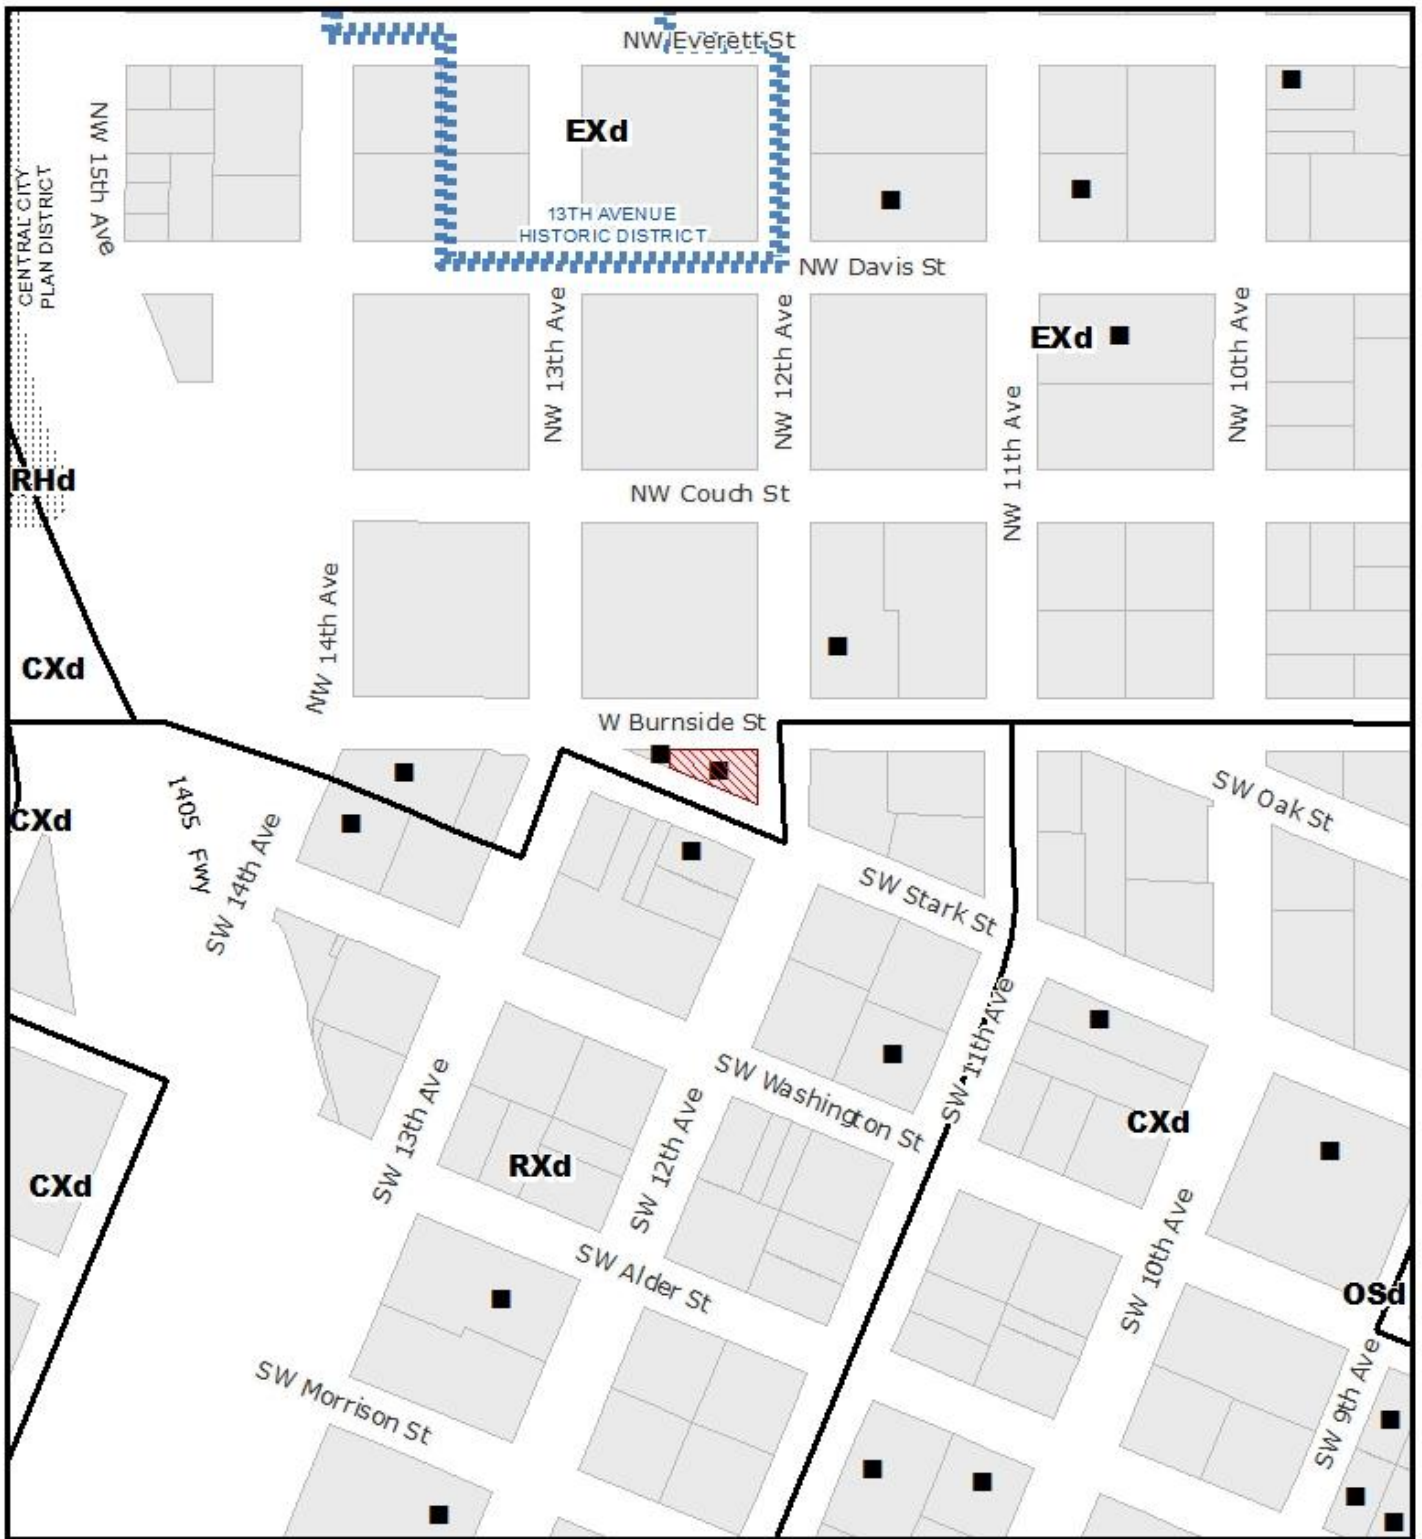 NW Everett St
NW 15th Ave
EXd
CENTRAL CITY
PLAN DISTRICT
13TH AVENUE
HISTORIC DISTRICT
NW Davis St
NW 13th Ave
NW 12th Ave
EXd
NW 10th Ave
NW 11th Ave
RHd
NW Couch St
NW 14th Ave
CXd
W Burnside St
CXd
I405 FWY
SW Oak St
SW 14th Ave
SW Stark St
SW 11th Ave
SW Washington St
SW 13th Ave
SW 12th Ave
CXd
RXd
CXd
SW 10th Ave
SW Alder St
OSd
SW Morrison St
SW 9th Ave